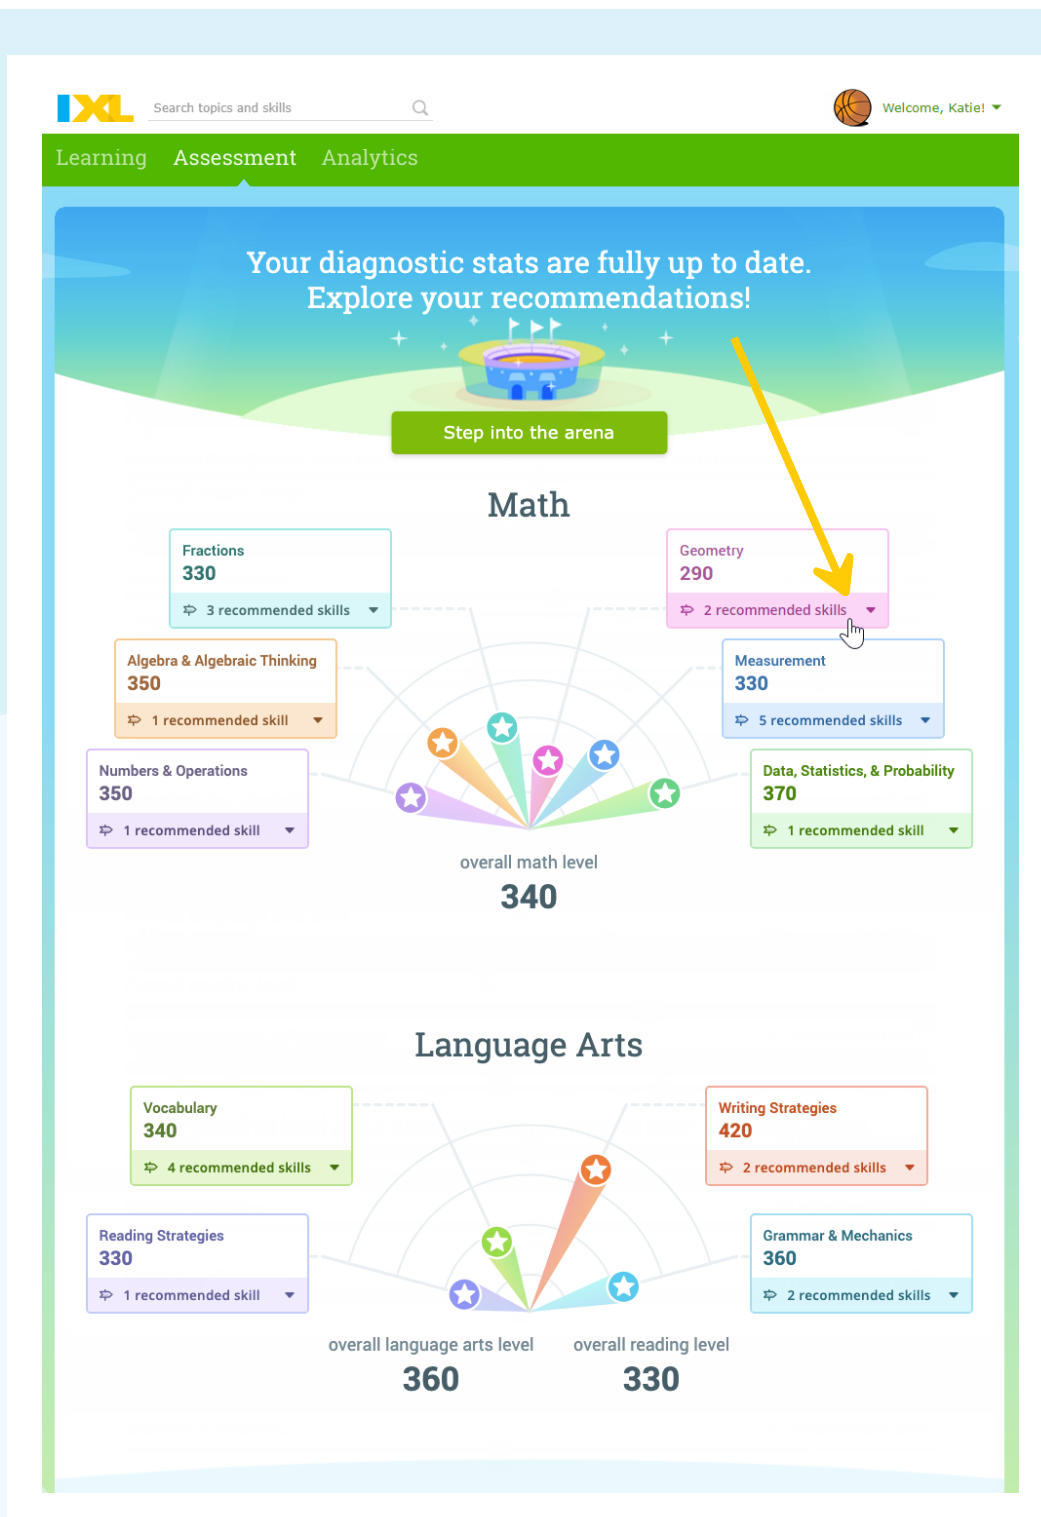 IXL
Search topics and skills
Welcome, Katie!
Learning Assessment Analytics
Your diagnostic stats are fully up to date.
Explore your recommendations!
Step into the arena
Math
Fractions
330
3 recommended skills
Geometry
290
2 recommended skills
Algebra & Algebraic Thinking
350
1 recommended skill
Measurement
330
5 recommended skills
Numbers & Operations
350
1 recommended skill
Data, Statistics, & Probability
370
1 recommended skill
overall math level
340
Language Arts
Vocabulary
340
4 recommended skills
Writing Strategies
420
2 recommended skills
Reading Strategies
330
1 recommended skill
Grammar & Mechanics
360
2 recommended skills
overall language arts level
360
overall reading level
330